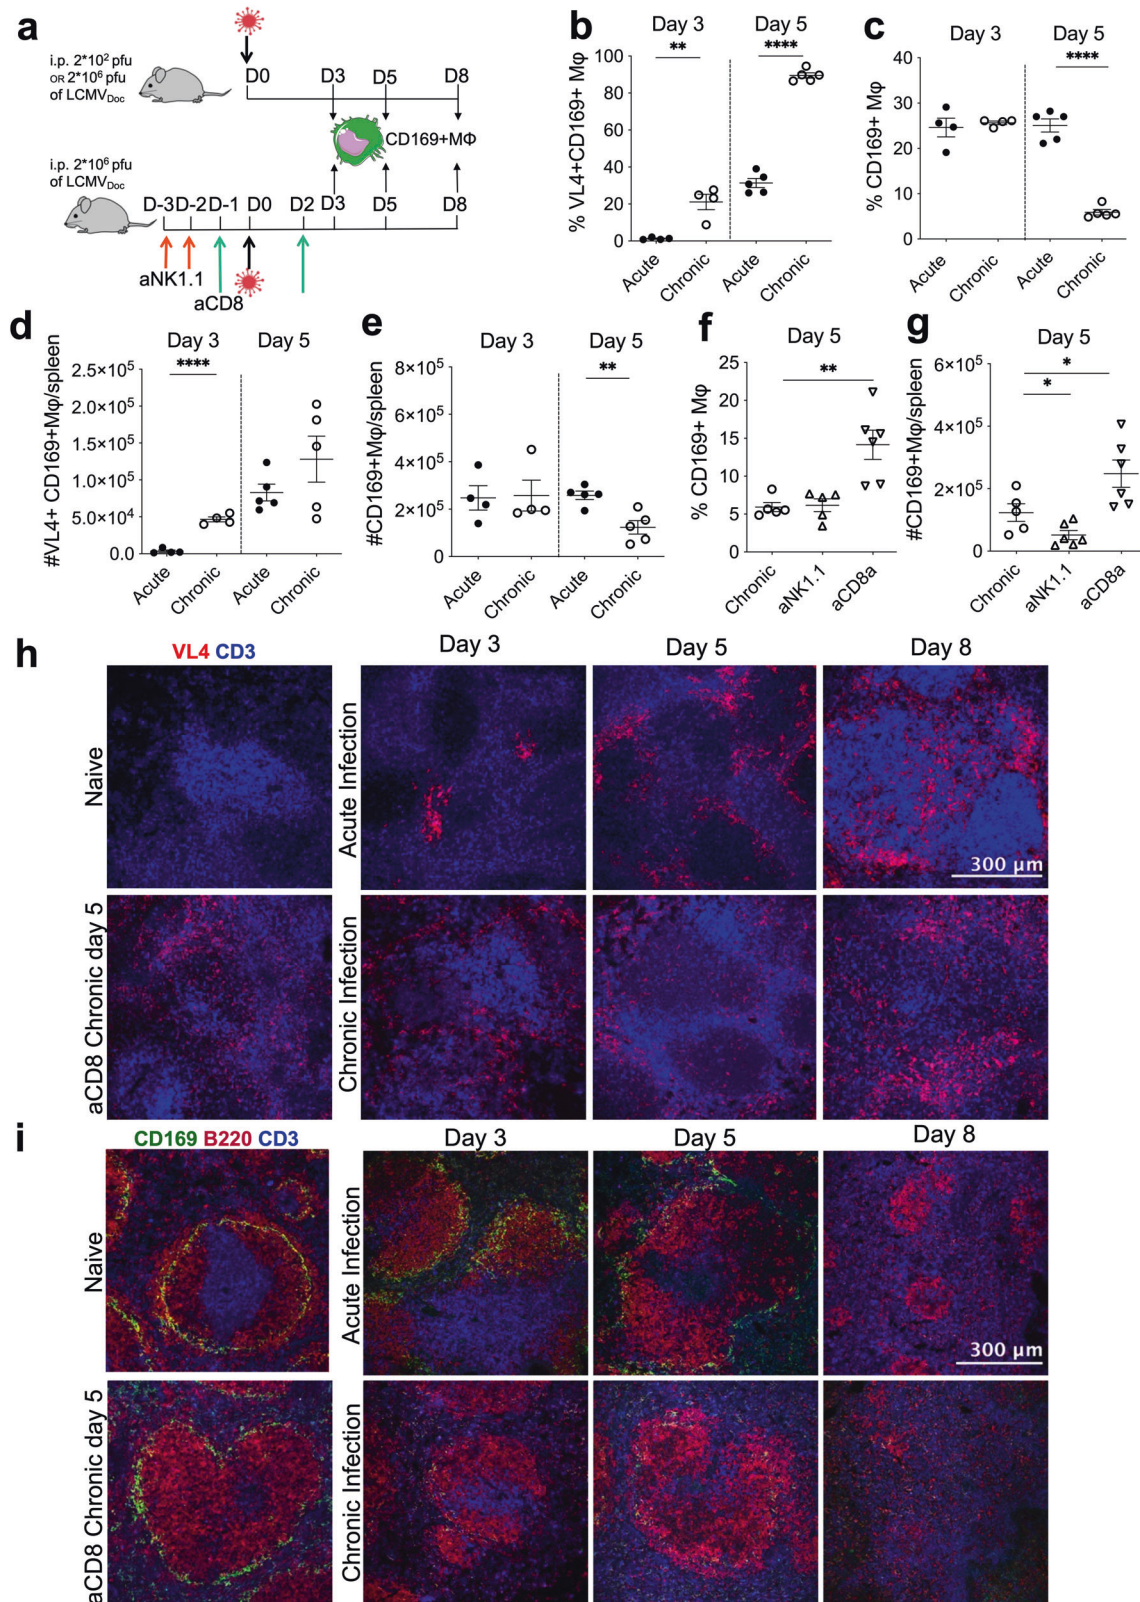 a
i.p. 2*10² pfu
OR 2*10⁶ pfu
of LCMV_Doc
D0
D3
D5
D8
CD169+MΦ
i.p. 2*10⁶ pfu
of LCMV_Doc
D-3
D-2
D-1
D0
D2
D3
D5
D8
aNK1.1
aCD8
b
Day 3
Day 5
% VL4+CD169+ Mφ
**
****
100
80
60
40
20
0
Acute
Chronic
Acute
Chronic
c
Day 3
Day 5
% CD169+ Mφ
****
40
30
20
10
0
Acute
Chronic
Acute
Chronic
d
Day 3
Day 5
#VL4+ CD169+Mφ/spleen
****
2.5×10⁵
2.0×10⁵
1.5×10⁵
1.0×10⁵
5.0×10⁴
0.0
Acute
Chronic
Acute
Chronic
e
Day 3
Day 5
#CD169+Mφ/spleen
**
8×10⁵
6×10⁵
4×10⁵
2×10⁵
0
Acute
Chronic
Acute
Chronic
f
Day 5
% CD169+ Mφ
**
25
20
15
10
5
0
Chronic
aNK1.1
aCD8a
g
Day 5
#CD169+Mφ/spleen
*
*
6×10⁵
4×10⁵
2×10⁵
0
Chronic
aNK1.1
aCD8a
h
VL4 CD3
Day 3
Day 5
Day 8
Naive
Acute Infection
300 µm
aCD8 Chronic day 5
Chronic Infection
i
CD169 B220 CD3
Day 3
Day 5
Day 8
Naive
Acute Infection
300 µm
aCD8 Chronic day 5
Chronic Infection